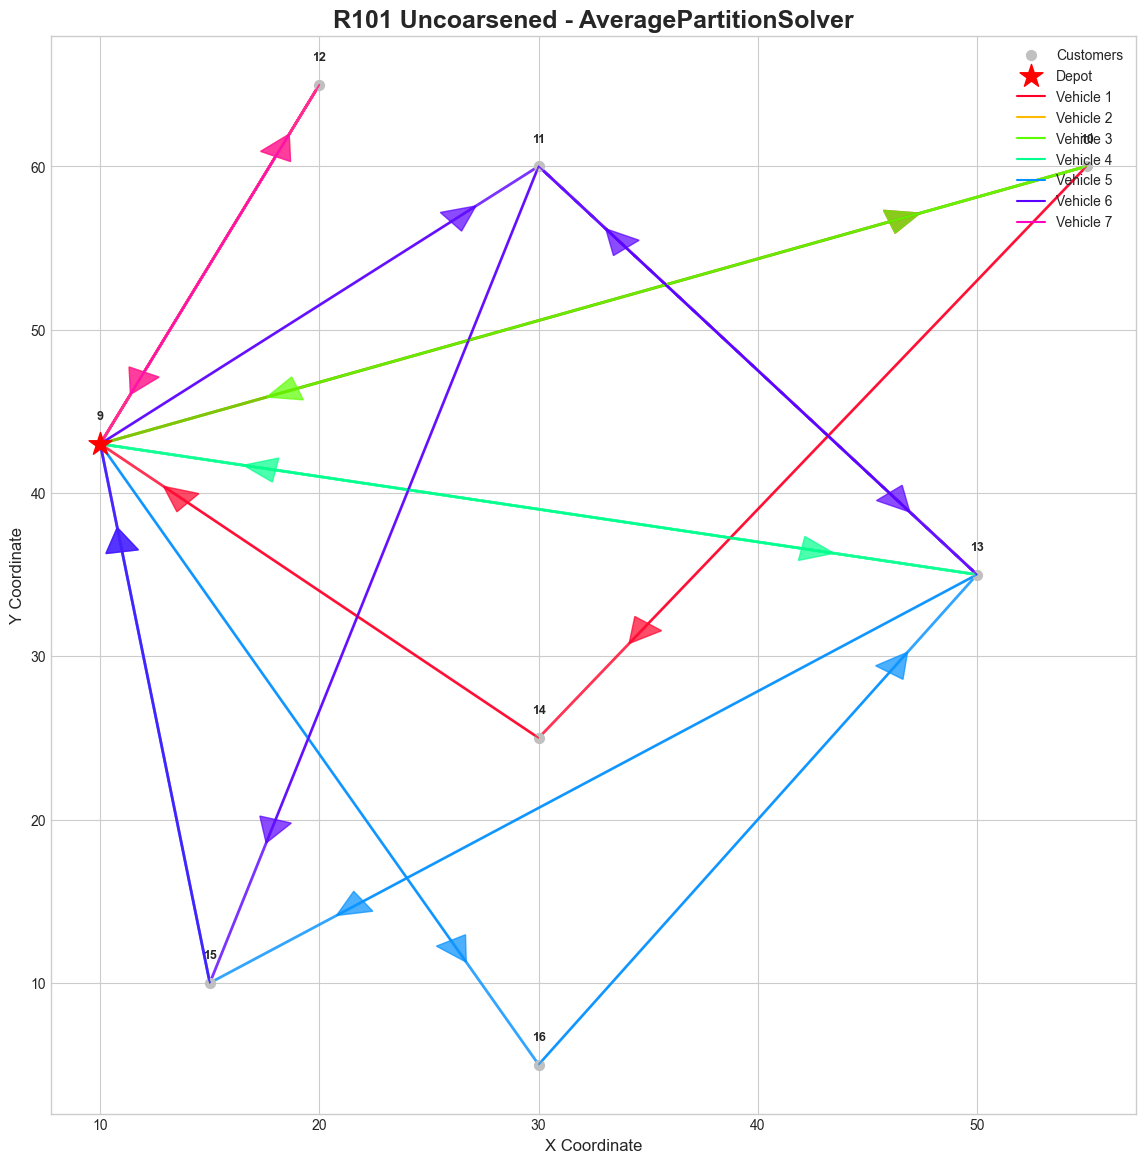 R101 Uncoarsened - AveragePartitionSolver
Customers
Depot
Vehicle 1
Vehicle 2
Vehicle 3
Vehicle 4
Vehicle 5
Vehicle 6
Vehicle 7
12
11
10
9
13
14
15
16
60
50
40
30
20
10
Y Coordinate
10
20
30
40
50
X Coordinate